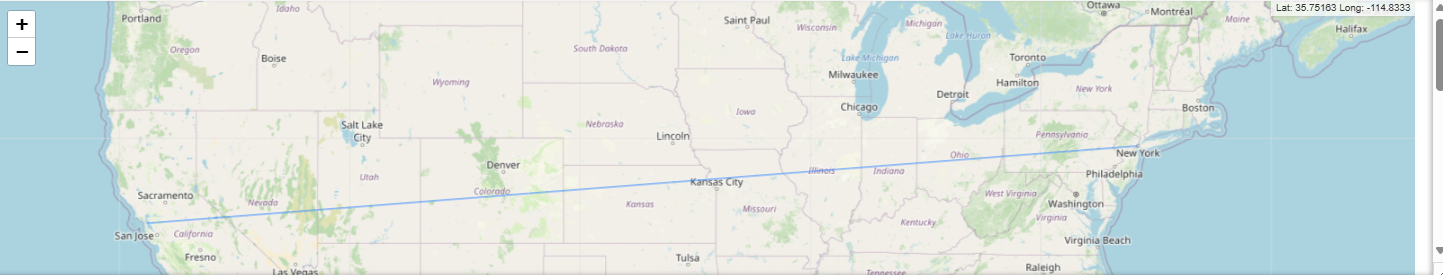 Idaho
Ottawa
Lat: 35.75163 Long: -114.8333
+
Portland
Saint Paul
Montréal
Michigan
Maine
Wisconsin
Halifax
Lake Huron
Oregon
South Dakota
−
Boise
Lake Michigan
Toronto
Milwaukee
Hamilton
Wyoming
New York
Detroit
Chicago
Boston
Iowa
Salt Lake
City
Nebraska
Lincoln
Pennsylvania
New York
Ohio
Denver
Illinois
Indiana
Philadelphia
Utah
Kansas City
Colorado
Sacramento
West Virginia
Nevada
Kansas
Washington
Missouri
Virginia
Kentucky
San Jose
California
Virginia Beach
Fresno
Tulsa
Raleigh
Las Vegas
Tennessee